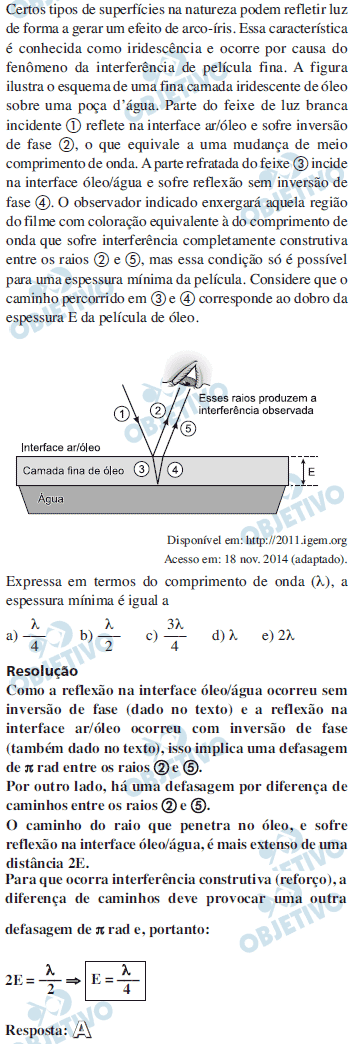 Certos tipos de superfícies na natureza podem refletir luz
de forma a gerar um efeito de arco-íris. Essa característica
é conhecida como iridescência e ocorre por causa do
fenômeno da interferência de película fina. A figura
ilustra o esquema de uma fina camada iridescente de óleo
sobre uma poça d'água. Parte do feixe de luz branca
incidente ① reflete na interface ar/óleo e sofre inversão
de fase ②, o que equivale a uma mudança de meio
comprimento de onda. A parte refratada do feixe ③ incide
na interface óleo/água e sofre reflexão sem inversão de
fase ④. O observador indicado enxergará aquela região
do filme com coloração equivalente à do comprimento de
onda que sofre interferência completamente construtiva
entre os raios ② e ⑤, mas essa condição só é possível
para uma espessura mínima da película. Considere que o
caminho percorrido em ③ e ④ corresponde ao dobro da
espessura E da película de óleo.
Esses raios produzem a
interferência observada
① ② ⑤
Interface ar/óleo
Camada fina de óleo ③ ④ E
Água
Disponível em: http://2011.igem.org
Acesso em: 18 nov. 2014 (adaptado).
Expressa em termos do comprimento de onda (λ), a
espessura mínima é igual a
a) λ/4 b) λ/2 c) 3λ/4 d) λ e) 2λ
Resolução
Como a reflexão na interface óleo/água ocorreu sem
inversão de fase (dado no texto) e a reflexão na
interface ar/óleo ocorreu com inversão de fase
(também dado no texto), isso implica uma defasagem
de π rad entre os raios ② e ⑤.
Por outro lado, há uma defasagem por diferença de
caminhos entre os raios ② e ⑤.
O caminho do raio que penetra no óleo, e sofre
reflexão na interface óleo/água, é mais extenso de uma
distância 2E.
Para que ocorra interferência construtiva (reforço), a
diferença de caminhos deve provocar uma outra
defasagem de π rad e, portanto:
2E = λ/2 ⇒ E = λ/4
Resposta: A
OBJETIVO